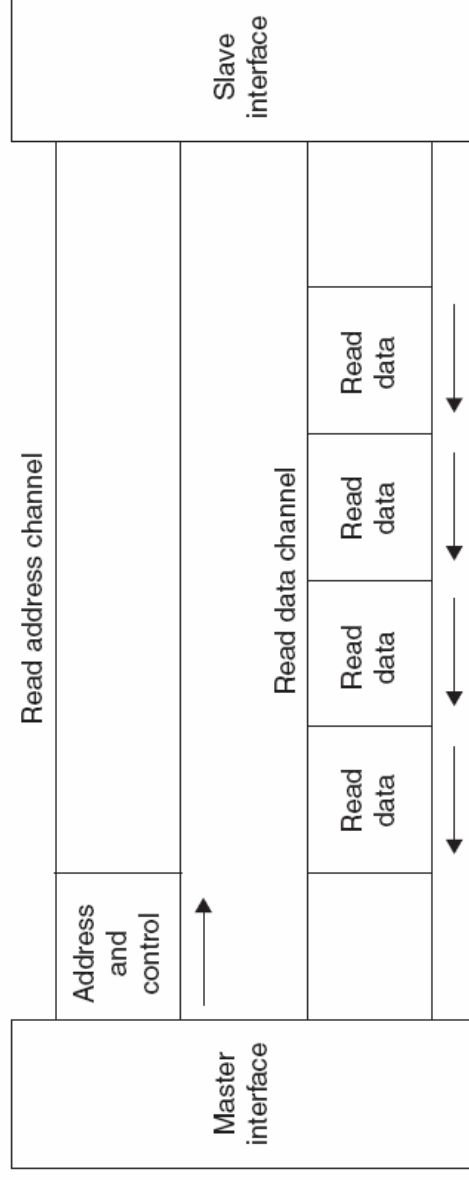 Read address channel
Address
and
control
Master
interface
Slave
interface
Read data channel
Read
data
Read
data
Read
data
Read
data